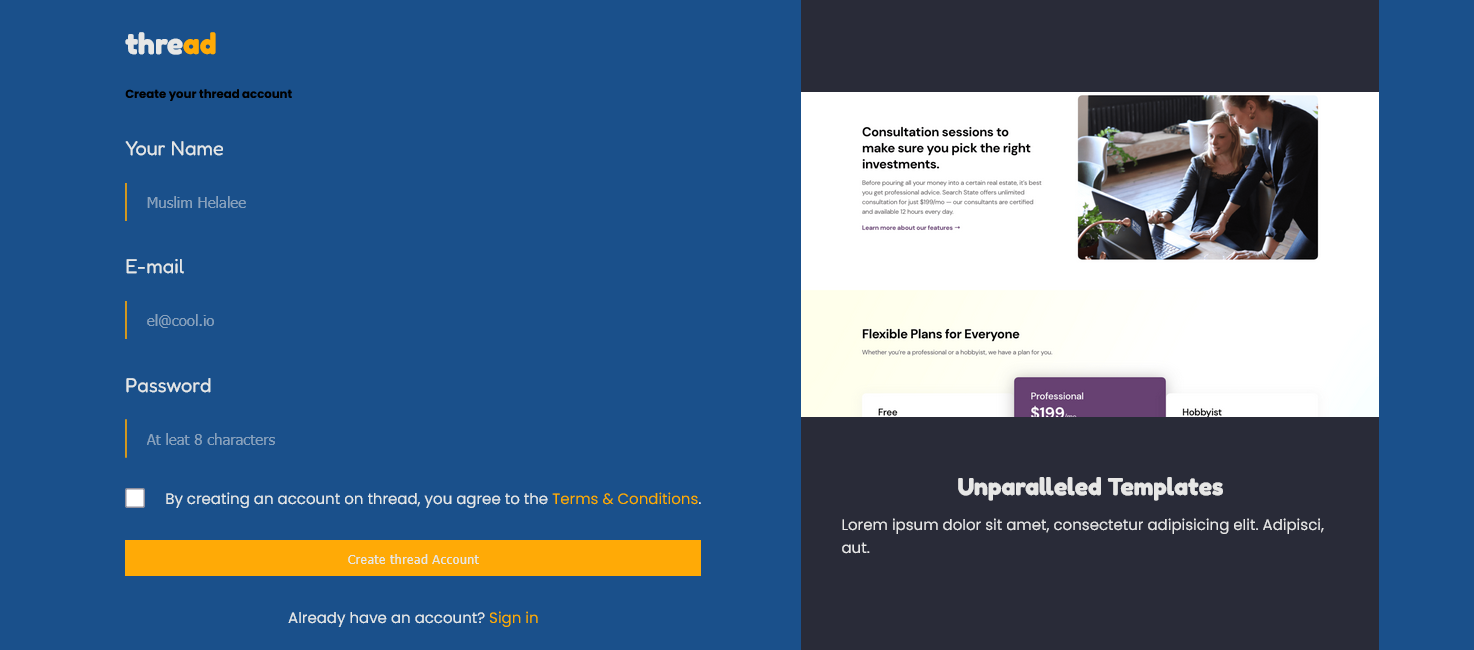 thread
Create your thread account
Your Name
Muslim Helalee
E-mail
el@cool.io
Password
At leat 8 characters
By creating an account on thread, you agree to the Terms & Conditions.
Create thread Account
Already have an account? Sign in
Consultation sessions to
make sure you pick the right
investments.
Before pouring all your money into a certain real estate, it's best
you get professional advice. Search State offers unlimited
consultation for just $199/mo — our consultants are certified
and available 12 hours every day.
Learn more about our features →
Flexible Plans for Everyone
Whether you're a professional or a hobbyist, we have a plan for you.
Free
Professional
$199/mo
Hobbyist
Unparalleled Templates
Lorem ipsum dolor sit amet, consectetur adipisicing elit. Adipisci,
aut.